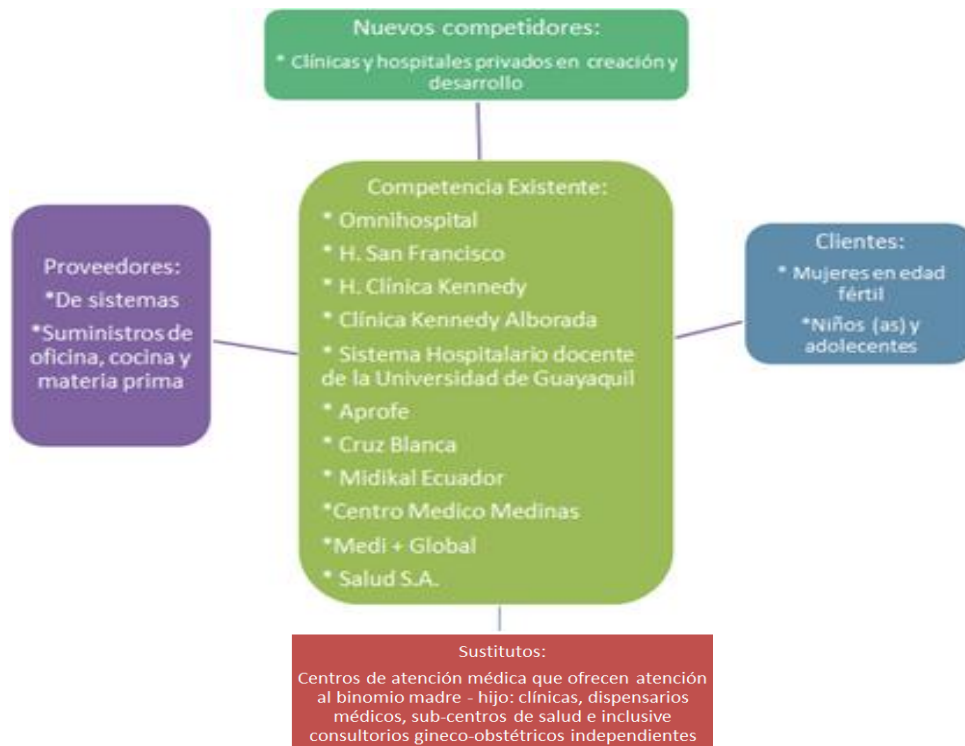 Nuevos competidores:
* Clínicas y hospitales privados en creación y
desarrollo
Proveedores:
*De sistemas
*Suministros de
oficina, cocina y
materia prima
Competencia Existente:
* Omnihospital
* H. San Francisco
* H. Clínica Kennedy
* Clínica Kennedy Alborada
* Sistema Hospitalario docente
de la Universidad de Guayaquil
* Aprofe
* Cruz Blanca
* Midikal Ecuador
*Centro Medico Medinas
*Medi + Global
* Salud S.A.
Clientes:
* Mujeres en edad
fértil
*Niños (as) y
adolecentes
Sustitutos:
Centros de atención médica que ofrecen atención
al binomio madre - hijo: clínicas, dispensarios
médicos, sub-centros de salud e inclusive
consultorios gineco-obstétricos independientes